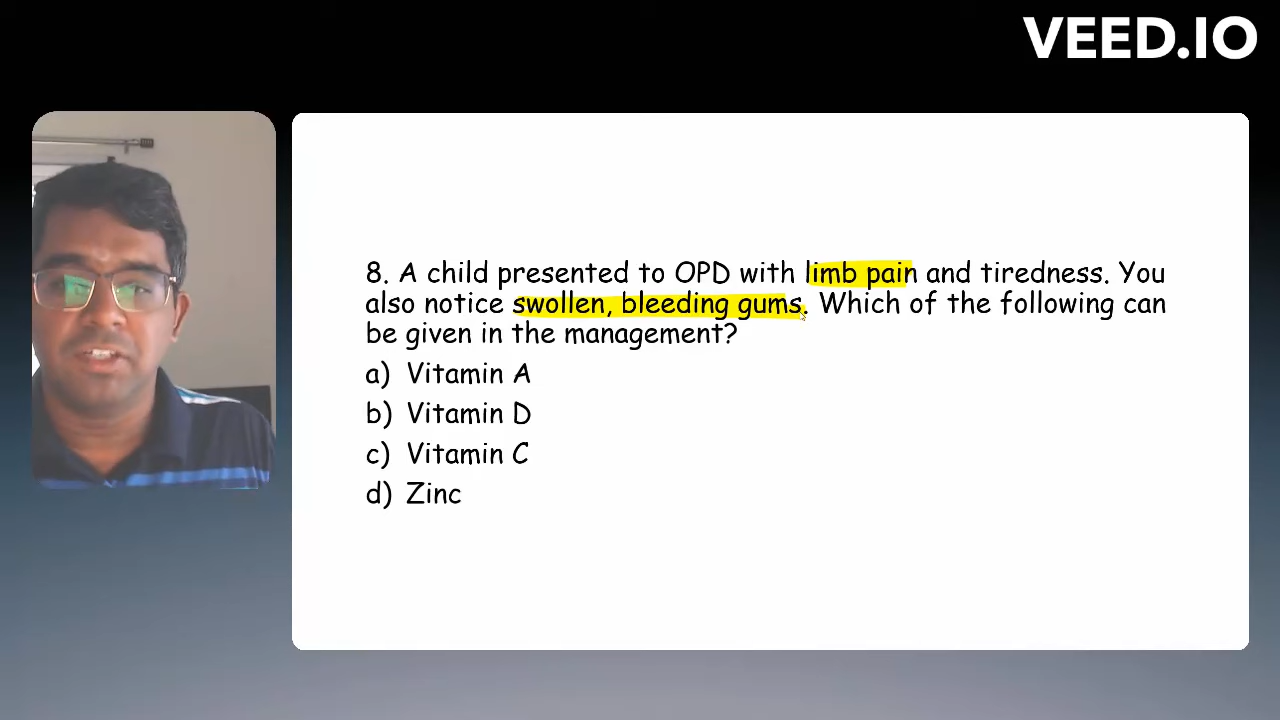 VEED.IO
8. A child presented to OPD with limb pain and tiredness. You
also notice swollen, bleeding gums. Which of the following can
be given in the management?
a) Vitamin A
b) Vitamin D
c) Vitamin C
d) Zinc